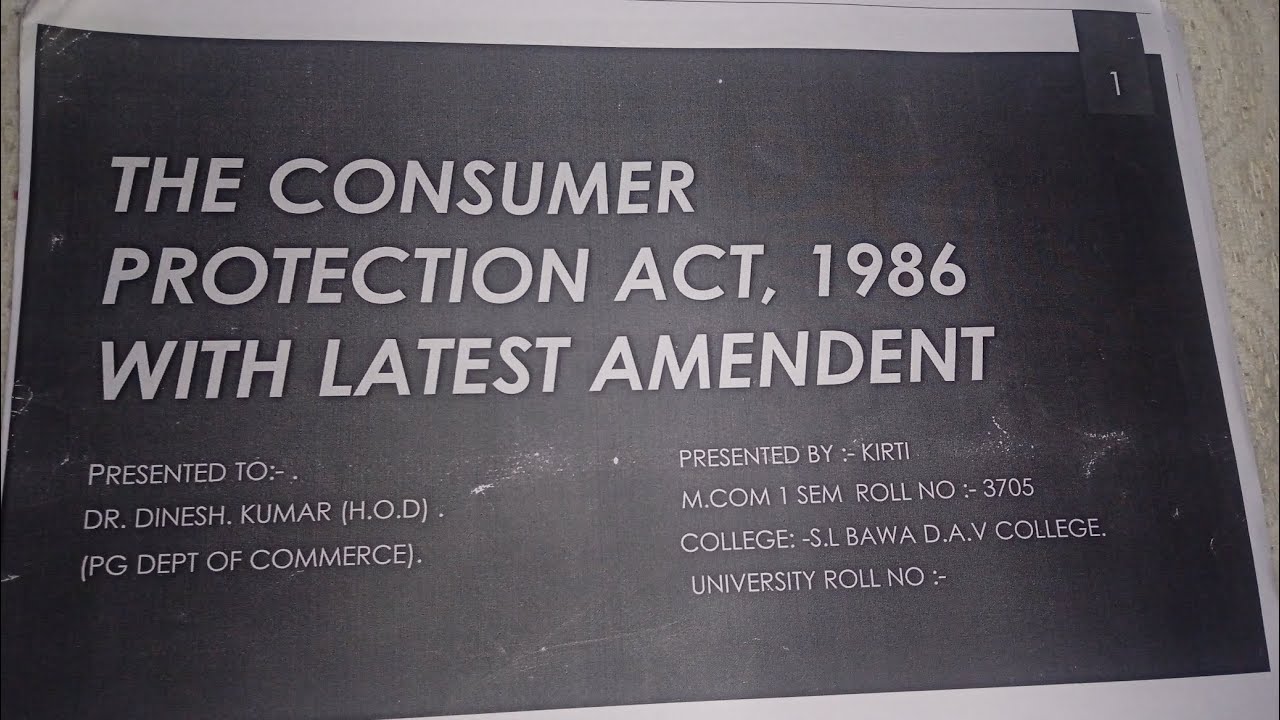 1
THE CONSUMER
PROTECTION ACT, 1986
WITH LATEST AMENDENT
PRESENTED TO:- .
DR. DINESH. KUMAR (H.O.D) .
(PG DEPT OF COMMERCE).
PRESENTED BY :- KIRTI
M.COM 1 SEM ROLL NO :- 3705
COLLEGE: -S.L BAWA D.A.V COLLEGE.
UNIVERSITY ROLL NO :-